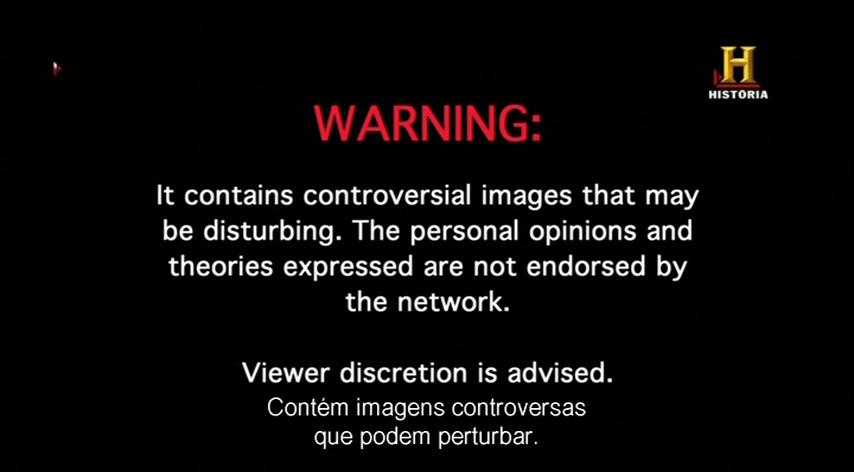 H
HISTÓRIA
WARNING:
It contains controversial images that may
be disturbing. The personal opinions and
theories expressed are not endorsed by
the network.
Viewer discretion is advised.
Contém imagens controversas
que podem perturbar.